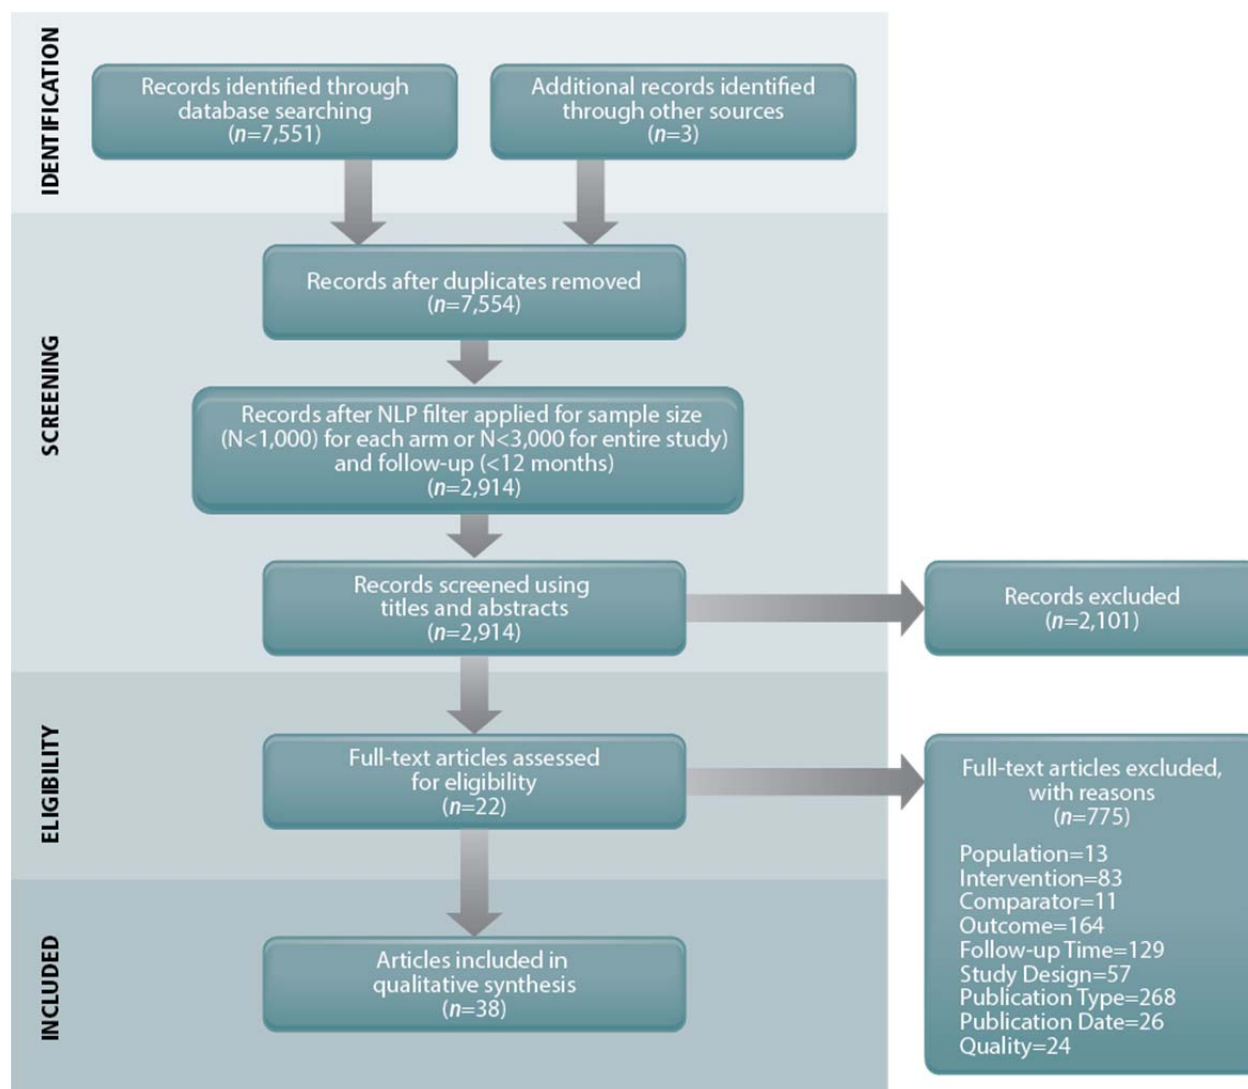 IDENTIFICATION
Records identified through
database searching
(n=7,551)
Additional records identified
through other sources
(n=3)
SCREENING
Records after duplicates removed
(n=7,554)
Records after NLP filter applied for sample size
(N<1,000) for each arm or N<3,000 for entire study)
and follow-up (<12 months)
(n=2,914)
Records screened using
titles and abstracts
(n=2,914)
Records excluded
(n=2,101)
ELIGIBILITY
Full-text articles assessed
for eligibility
(n=22)
Full-text articles excluded,
with reasons
(n=775)
Population=13
Intervention=83
Comparator=11
Outcome=164
Follow-up Time=129
Study Design=57
Publication Type=268
Publication Date=26
Quality=24
INCLUDED
Articles included in
qualitative synthesis
(n=38)